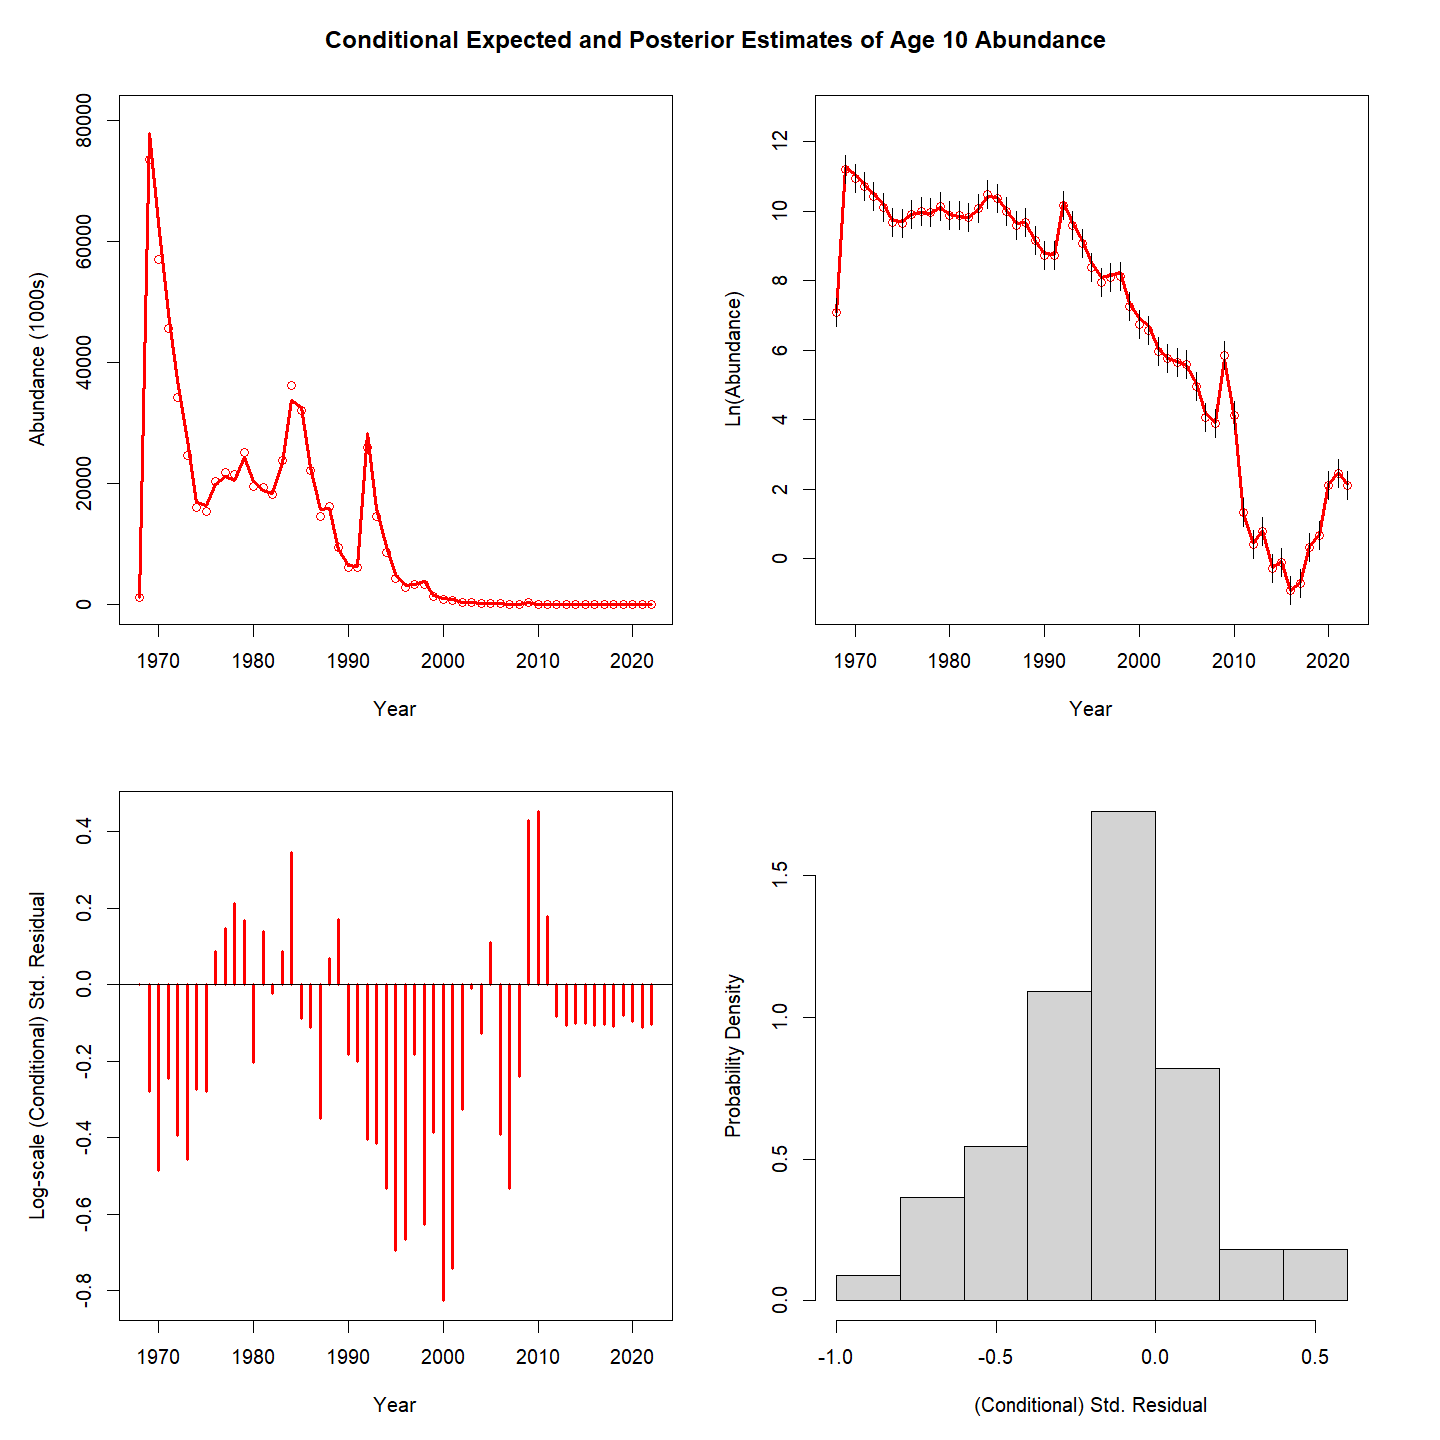 Conditional Expected and Posterior Estimates of Age 10 Abundance
Abundance (1000s)
80000
60000
40000
20000
0
1970 1980 1990 2000 2010 2020
Year
Ln(Abundance)
12
10
8
6
4
2
0
1970 1980 1990 2000 2010 2020
Year
Log-scale (Conditional) Std. Residual
0.4
0.2
0.0
-0.2
-0.4
-0.6
-0.8
1970 1980 1990 2000 2010 2020
Year
Probability Density
1.5
1.0
0.5
0.0
-1.0 -0.5 0.0 0.5
(Conditional) Std. Residual